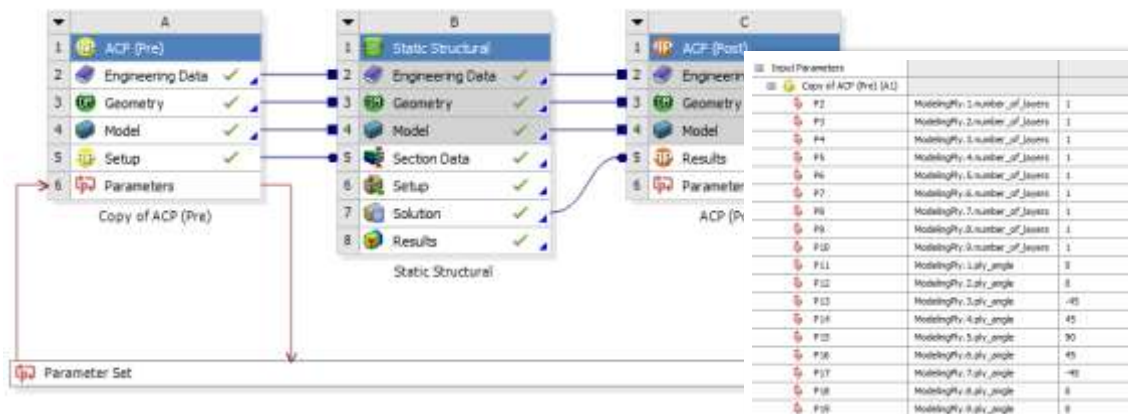 A
1 ACP (Pre)
2 Engineering Data
3 Geometry
4 Model
5 Setup
6 Parameters
Copy of ACP (Pre)
B
1 Static Structural
2 Engineering Data
3 Geometry
4 Model
5 Section Data
6 Setup
7 Solution
8 Results
Static Structural
C
1 ACP (Post)
2 Engineerin
3 Geometry
4 Model
5 Results
6 Parameter
ACP (Po
Parameter Set
Input Parameters
Copy of ACP (Pre) (A1)
P2 ModelingPly.1.number_of_layers 1
P3 ModelingPly.2.number_of_layers 1
P4 ModelingPly.3.number_of_layers 1
P5 ModelingPly.4.number_of_layers 1
P6 ModelingPly.5.number_of_layers 1
P7 ModelingPly.6.number_of_layers 1
P8 ModelingPly.7.number_of_layers 1
P9 ModelingPly.8.number_of_layers 1
P10 ModelingPly.9.number_of_layers 1
P11 ModelingPly.1.ply_angle 0
P12 ModelingPly.2.ply_angle 0
P13 ModelingPly.3.ply_angle -45
P14 ModelingPly.4.ply_angle 45
P15 ModelingPly.5.ply_angle 90
P16 ModelingPly.6.ply_angle 45
P17 ModelingPly.7.ply_angle -45
P18 ModelingPly.8.ply_angle 0
P19 ModelingPly.9.ply_angle 0